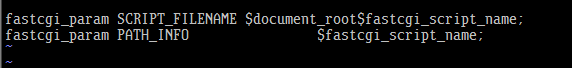 fastcgi_param SCRIPT_FILENAME $document_root$fastcgi_script_name;
fastcgi_param PATH_INFO                $fastcgi_script_name;
~
~